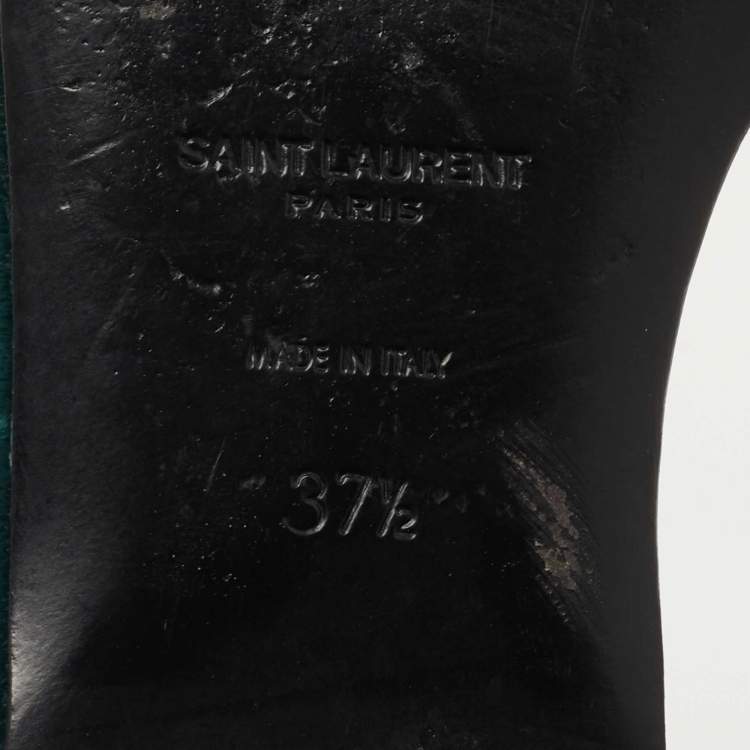 SAINT LAURENT
PARIS
MADE IN ITALY
37½